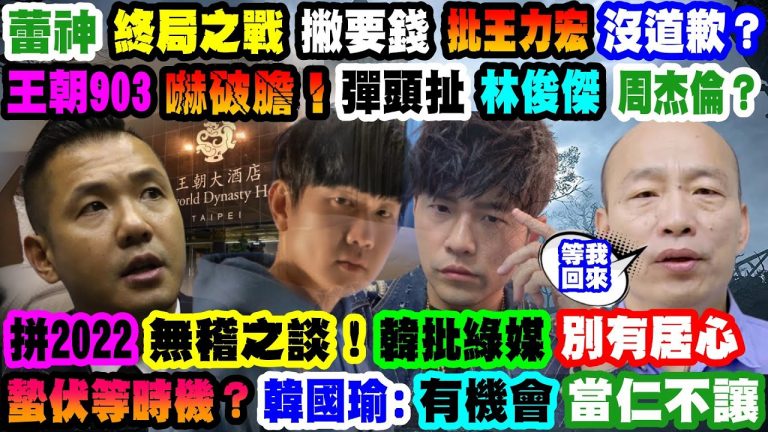 蕾神 終局之戰 撇要錢 批王力宏 沒道歉？
王朝903 嚇破膽！彈頭扯 林俊傑 周杰倫？
王朝大酒店
world Dynasty Ho
TAIPEI
等我
回來
拼2022 無稽之談！韓批綠媒 別有居心
蟄伏等時機？韓國瑜：有機會 當仁不讓